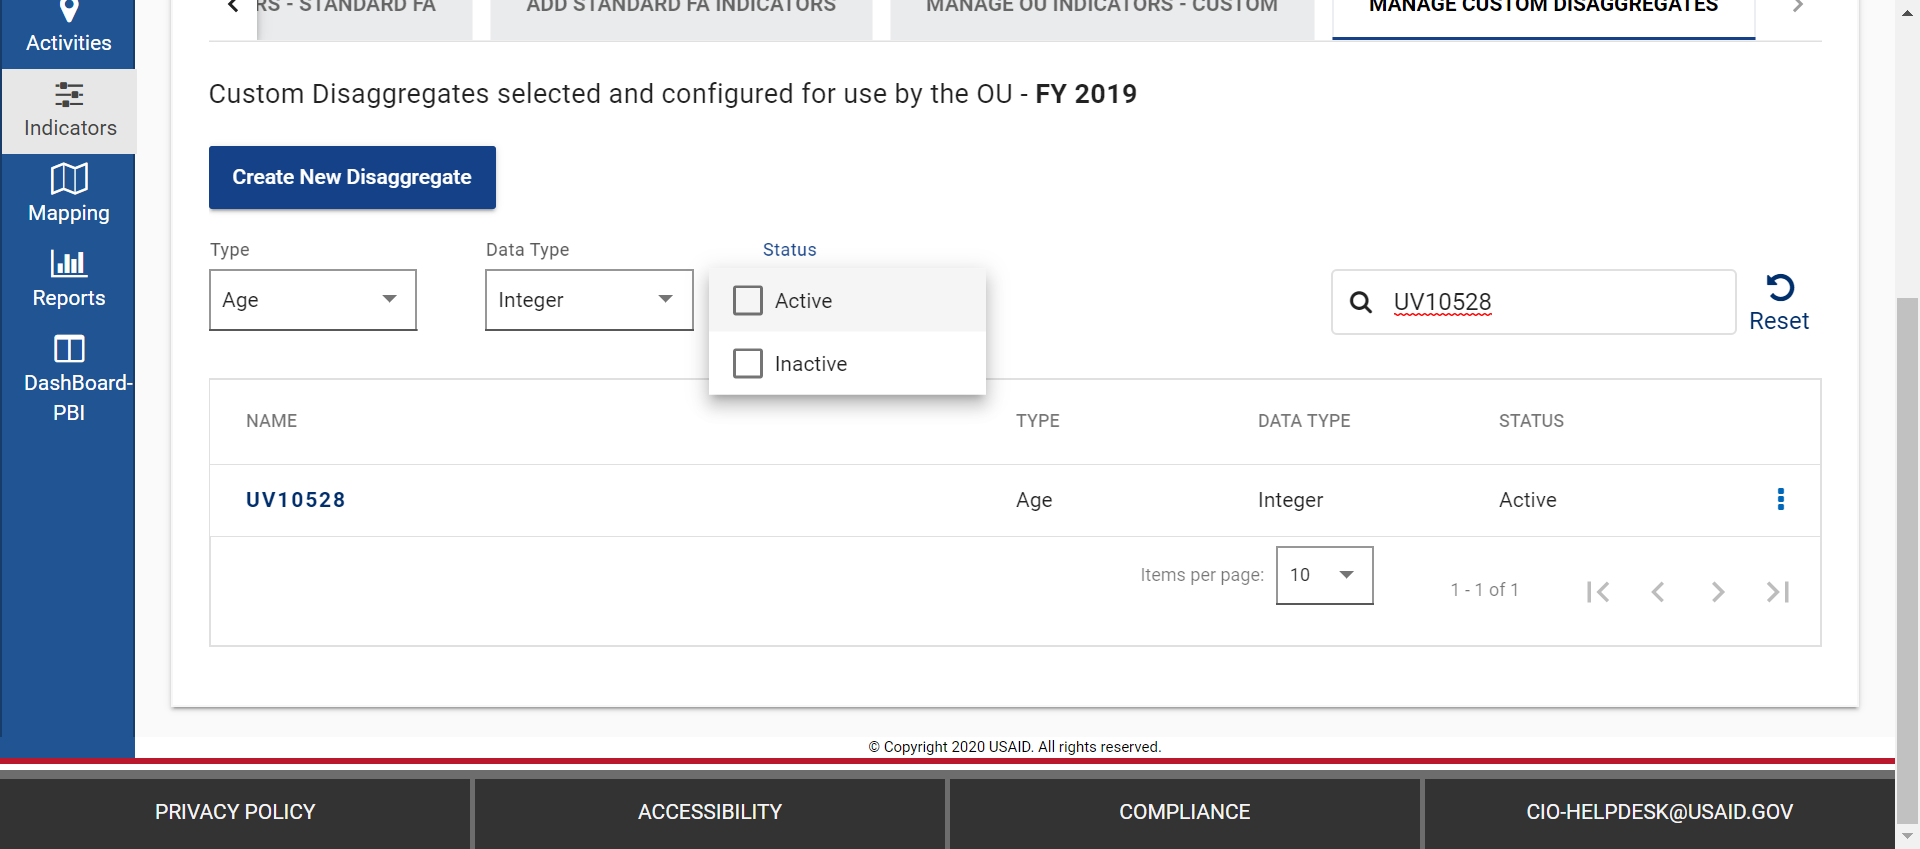 RS - STANDARD FA
ADD STANDARD FA INDICATORS
MANAGE OU INDICATORS - CUSTOM
MANAGE CUSTOM DISAGGREGATES
Activities
Indicators
Mapping
Reports
DashBoard-
PBI
Custom Disaggregates selected and configured for use by the OU - FY 2019
Create New Disaggregate
Type
Data Type
Status
Age
Integer
Active
Inactive
UV10528
Reset
NAME
TYPE
DATA TYPE
STATUS
UV10528
Age
Integer
Active
Items per page:
10
1 - 1 of 1
© Copyright 2020 USAID. All rights reserved.
PRIVACY POLICY
ACCESSIBILITY
COMPLIANCE
CIO-HELPDESK@USAID.GOV